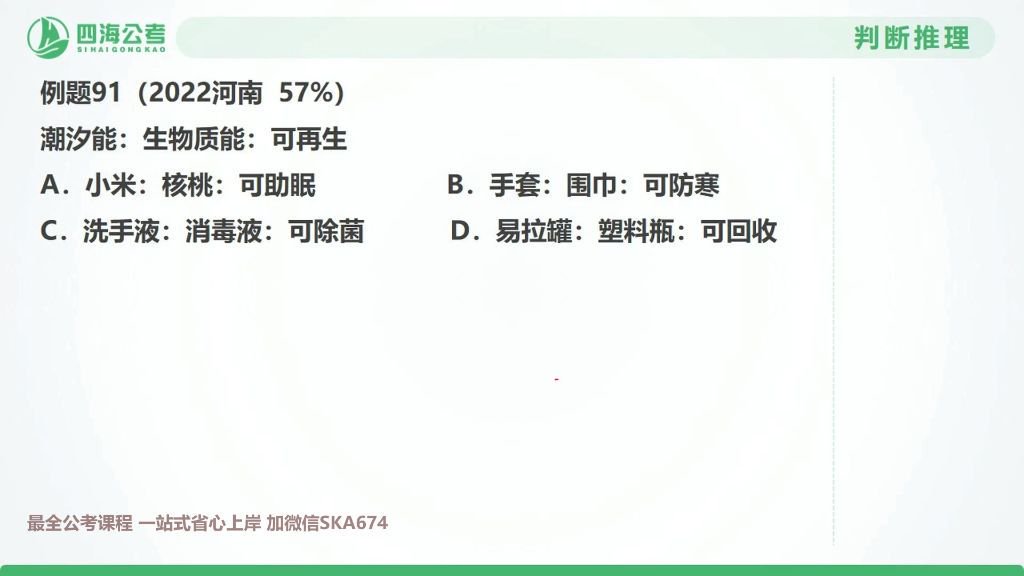 四海公考
SIHAIGONGKAO
判断推理
例题91（2022河南 57%）
潮汐能：生物质能：可再生
A．小米：核桃：可助眠
B．手套：围巾：可防寒
C．洗手液：消毒液：可除菌
D．易拉罐：塑料瓶：可回收
最全公考课程 一站式省心上岸 加微信SKA674